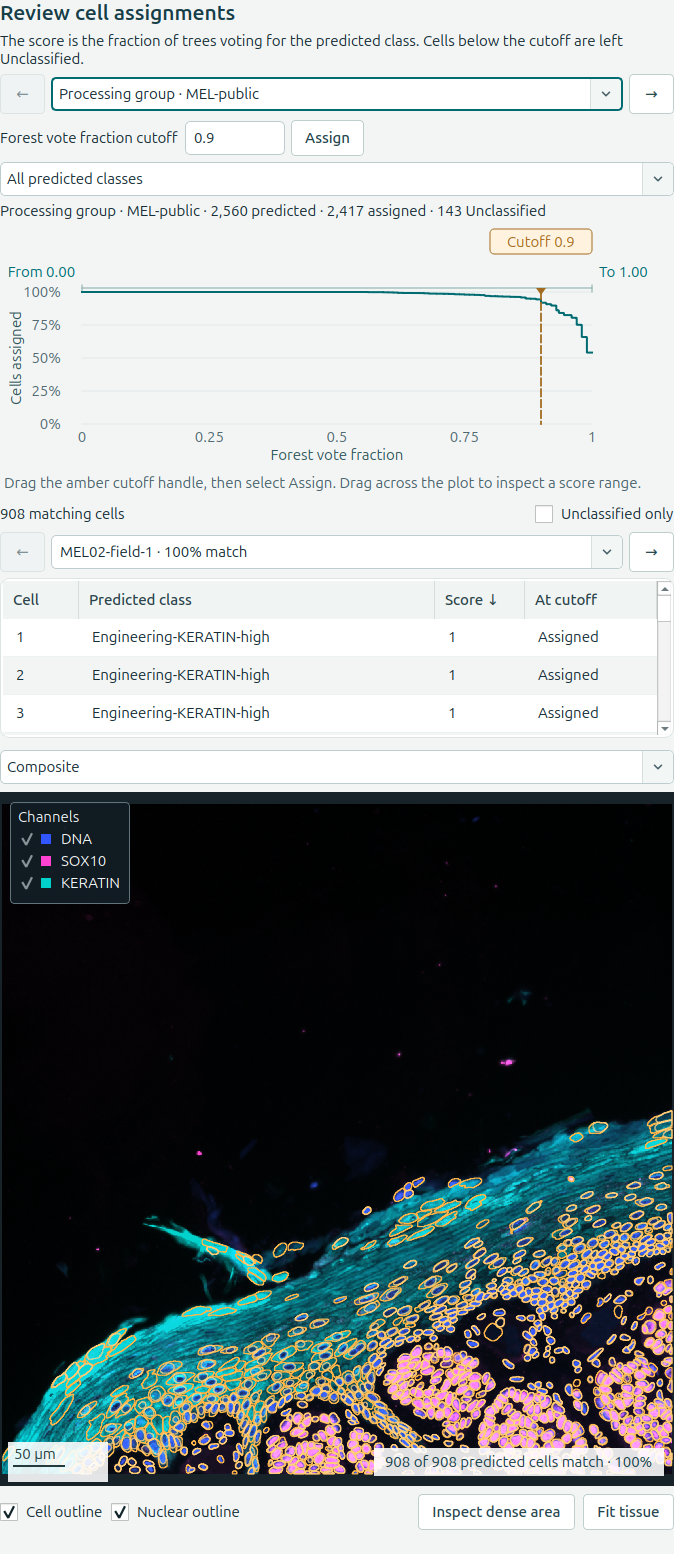 Review cell assignments
The score is the fraction of trees voting for the predicted class. Cells below the cutoff are left
Unclassified.
← Processing group · MEL-public →
Forest vote fraction cutoff 0.9 Assign
All predicted classes
Processing group · MEL-public · 2,560 predicted · 2,417 assigned · 143 Unclassified
Cutoff 0.9
From 0.00 To 1.00
100%
75%
50%
25%
0%
Cells assigned
0 0.25 0.5 0.75 1
Forest vote fraction
Drag the amber cutoff handle, then select Assign. Drag across the plot to inspect a score range.
908 matching cells Unclassified only
← MEL02-field-1 · 100% match →
Cell Predicted class Score ↓ At cutoff
1 Engineering-KERATIN-high 1 Assigned
2 Engineering-KERATIN-high 1 Assigned
3 Engineering-KERATIN-high 1 Assigned
Composite
Channels
DNA
SOX10
KERATIN
50 µm
908 of 908 predicted cells match · 100%
Cell outline Nuclear outline Inspect dense area Fit tissue